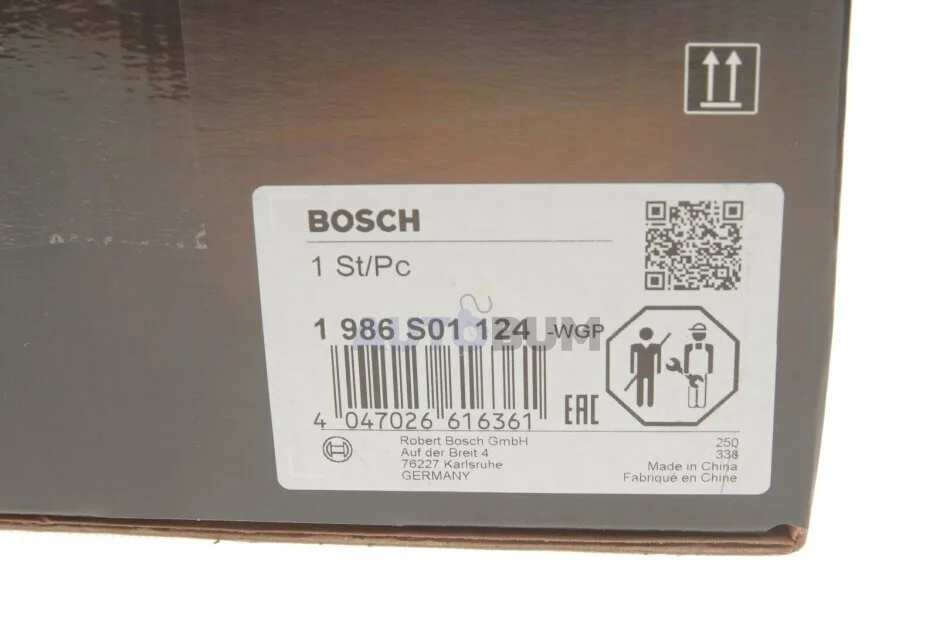 BOSCH
1 St/Pc
1 986 S01 124 -WGP
AUTOBUM
4 047026 616361
EAC
Robert Bosch GmbH
Auf der Breit 4
76227 Karlsruhe
GERMANY
250
338
Made in China
Fabriqué en Chine